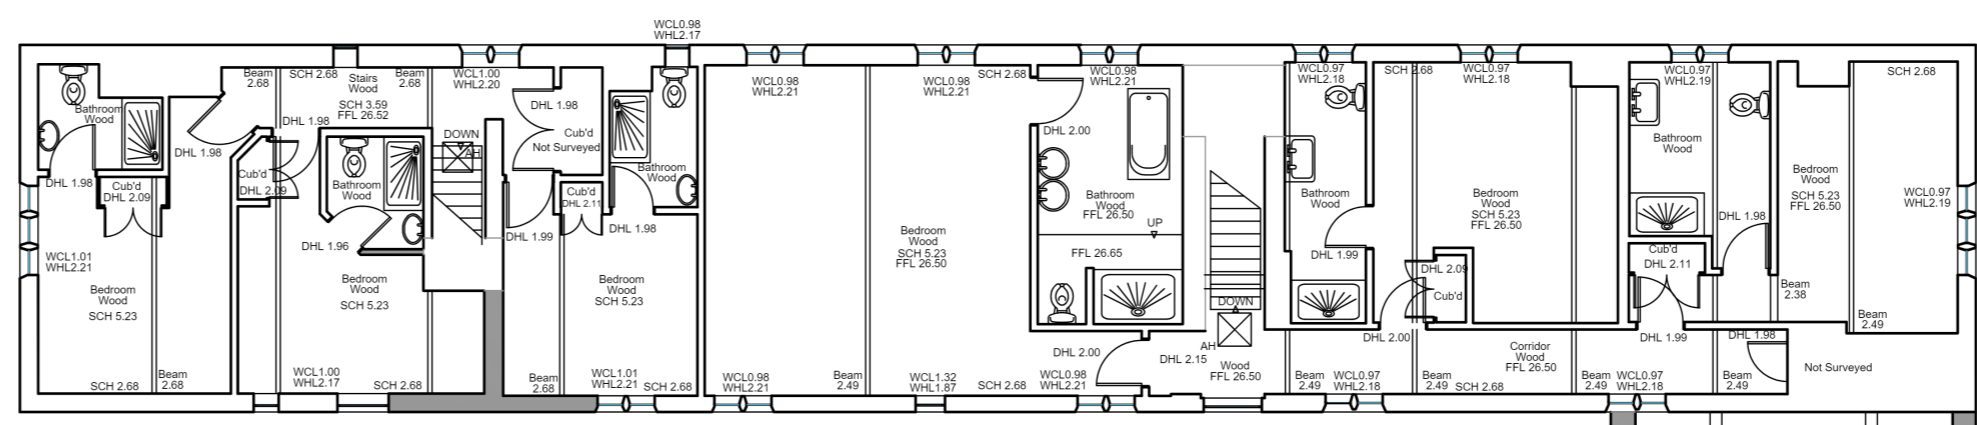 WCL0.98
WHL2.17
Bathroom
Wood
DHL 1.98
DHL 1.98
Cub'd
DHL 2.09
WCL1.01
WHL2.21
Bedroom
Wood
SCH 5.23
SCH 2.68
Beam
2.68
Beam
2.68
SCH 2.68
Stairs
Wood
SCH 3.59
FFL 26.52
Beam
2.68
WCL1.00
WHL2.20
DHL 1.98
Cub'd
DHL 2.09
Bathroom
Wood
DOWN
AH
DHL 1.96
Bedroom
Wood
SCH 5.23
WCL1.00
WHL2.17
SCH 2.68
DHL 1.98
Cub'd
Not Surveyed
Cub'd
DHL 2.11
Bathroom
Wood
DHL 1.99
DHL 1.98
Bedroom
Wood
SCH 5.23
Beam
2.68
WCL1.01
WHL2.21
SCH 2.68
WCL0.98
WHL2.21
WCL0.98
WHL2.21
SCH 2.68
Bedroom
Wood
SCH 5.23
FFL 26.50
WCL0.98
WHL2.21
Beam
2.49
WCL1.32
WHL1.87
SCH 2.68
WCL0.98
WHL2.21
WCL0.98
WHL2.21
DHL 2.00
Bathroom
Wood
FFL 26.50
UP
FFL 26.65
DHL 2.00
DHL 2.15
DOWN
AH
Wood
FFL 26.50
WCL0.97
WHL2.18
Bathroom
Wood
DHL 1.99
SCH 2.68
WCL0.97
WHL2.18
Bedroom
Wood
SCH 5.23
FFL 26.50
DHL 2.09
Cub'd
DHL 2.00
Beam
2.49
WCL0.97
WHL2.18
Beam
2.49
SCH 2.68
Corridor
Wood
FFL 26.50
Beam
2.49
WCL0.97
WHL2.18
DHL 1.99
Beam
2.49
DHL 1.98
Not Surveyed
WCL0.97
WHL2.19
Bathroom
Wood
Cub'd
DHL 2.11
DHL 1.98
Beam
2.38
Bedroom
Wood
SCH 5.23
FFL 26.50
SCH 2.68
WCL0.97
WHL2.19
Beam
2.49